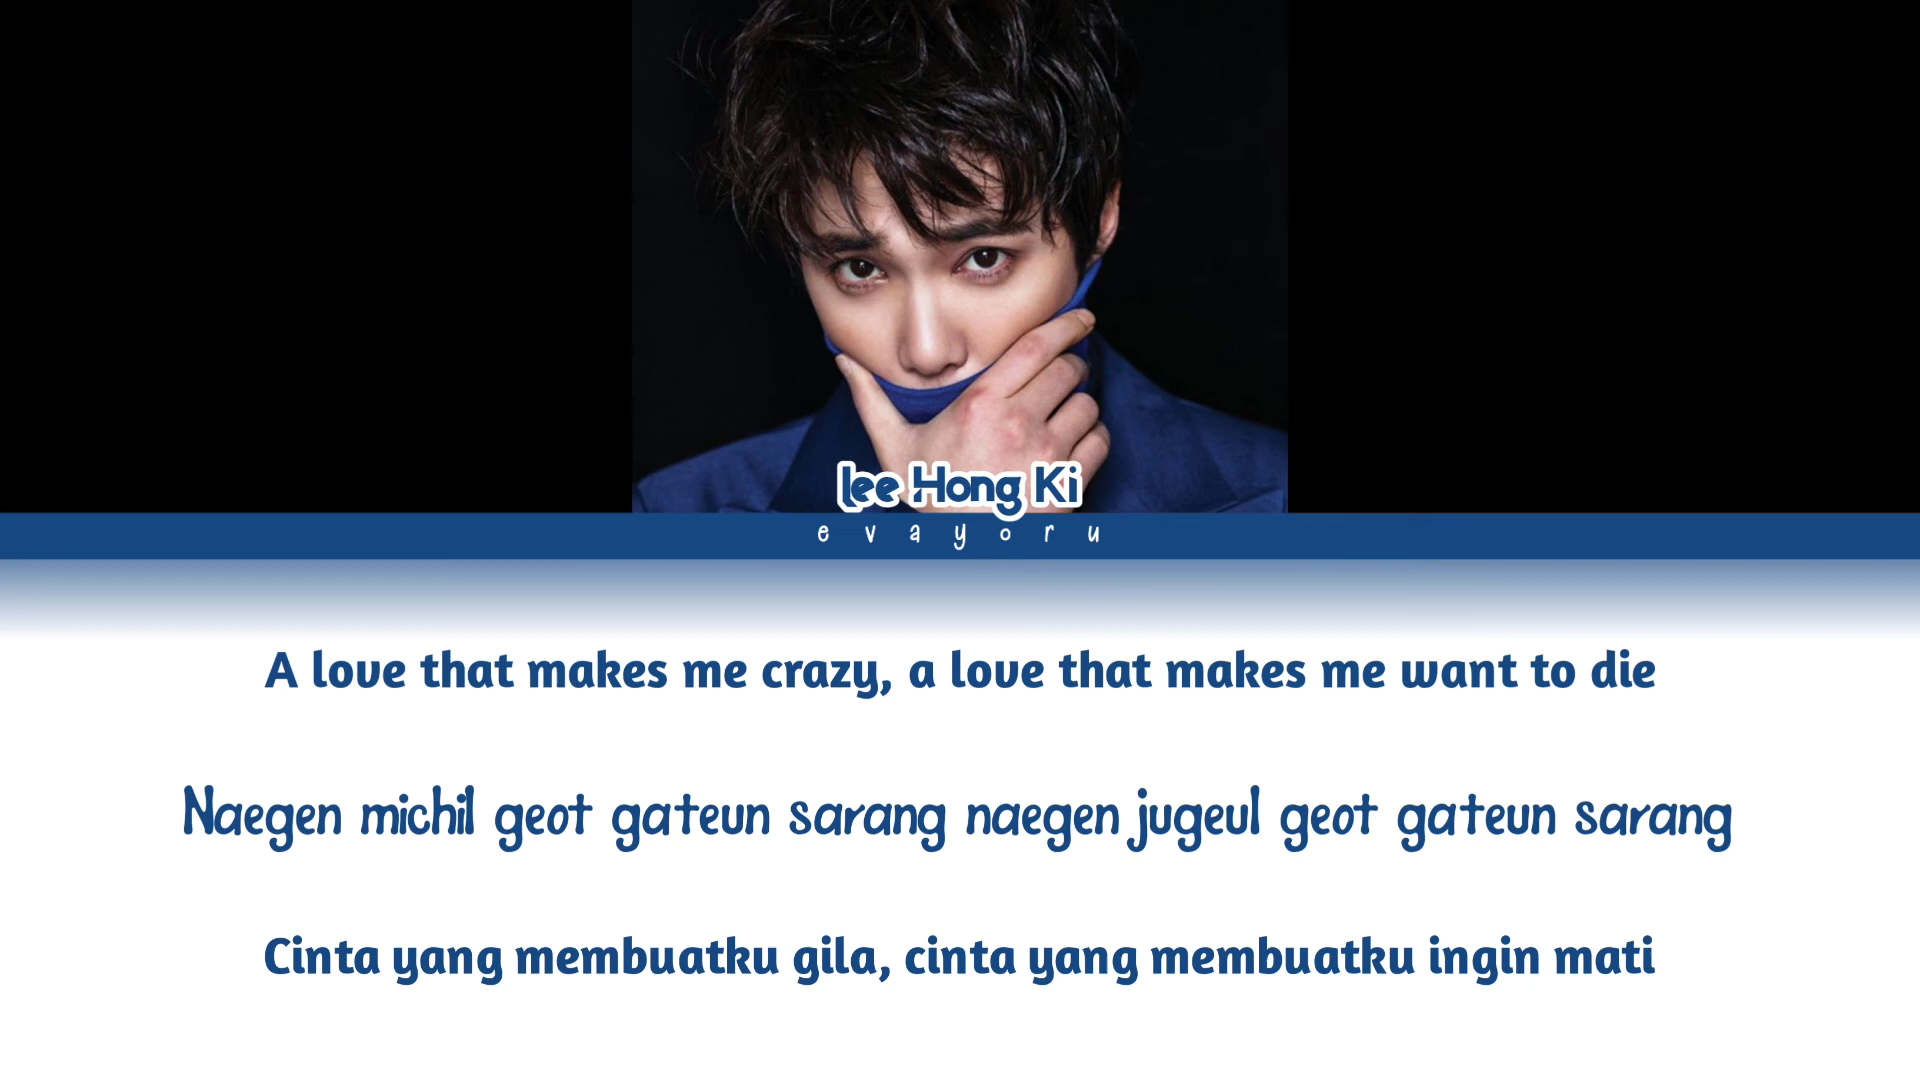 Lee Hong Ki
evayoru
A love that makes me crazy, a love that makes me want to die
Naegen michil geot gateun sarang naegen jugeul geot gateun sarang
Cinta yang membuatku gila, cinta yang membuatku ingin mati